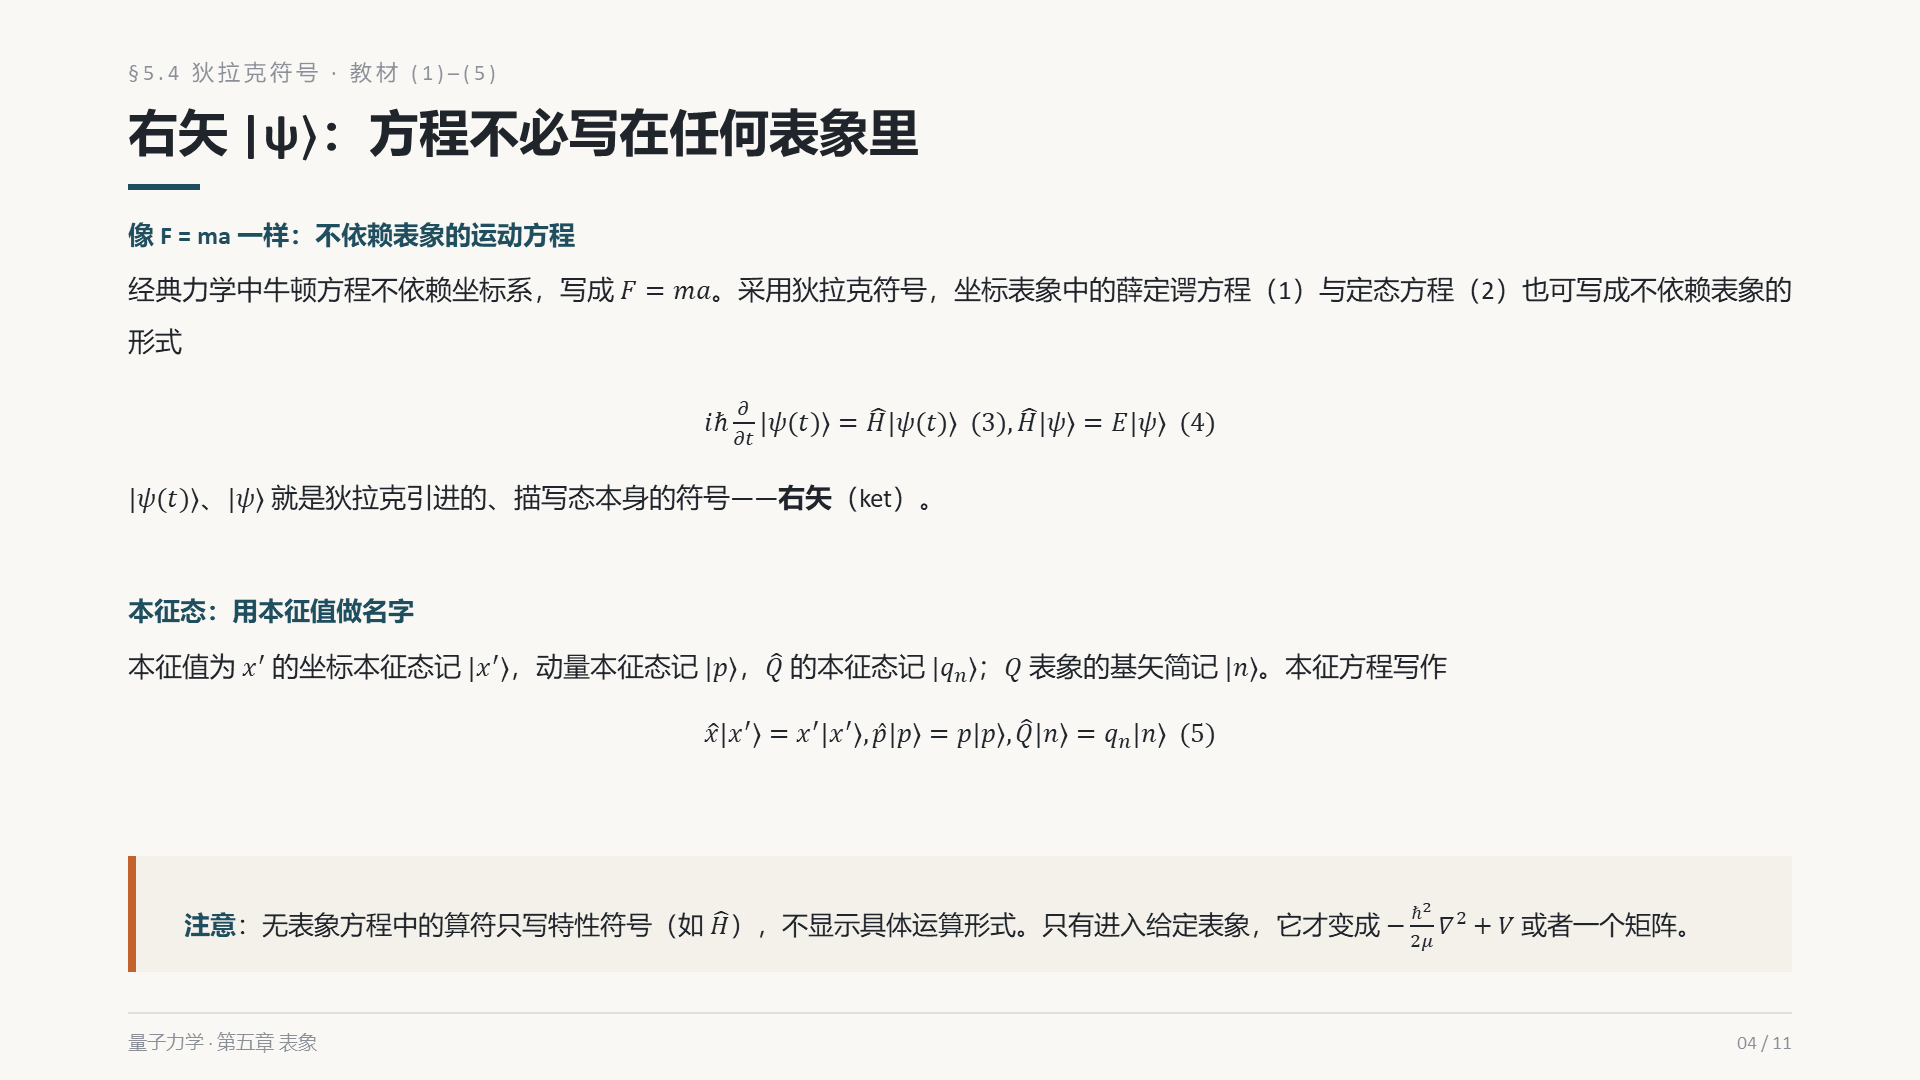 §5.4 狄拉克符号 · 教材 (1)–(5)
右矢 |ψ⟩：方程不必写在任何表象里
像 F = ma 一样：不依赖表象的运动方程
经典力学中牛顿方程不依赖坐标系，写成 F = ma。采用狄拉克符号，坐标表象中的薛定谔方程（1）与定态方程（2）也可写成不依赖表象的
形式
iħ ∂/∂t |ψ(t)⟩ = Ĥ|ψ(t)⟩ (3), Ĥ|ψ⟩ = E|ψ⟩ (4)
|ψ(t)⟩、|ψ⟩ 就是狄拉克引进的、描写态本身的符号——右矢（ket）。
本征态：用本征值做名字
本征值为 x′ 的坐标本征态记 |x′⟩，动量本征态记 |p⟩，Q̂ 的本征态记 |qₙ⟩；Q 表象的基矢简记 |n⟩。本征方程写作
x̂|x′⟩ = x′|x′⟩, p̂|p⟩ = p|p⟩, Q̂|n⟩ = qₙ|n⟩ (5)
注意：无表象方程中的算符只写特性符号（如 Ĥ），不显示具体运算形式。只有进入给定表象，它才变成 −ħ²/2μ ∇² + V 或者一个矩阵。
量子力学 · 第五章 表象
04 / 11